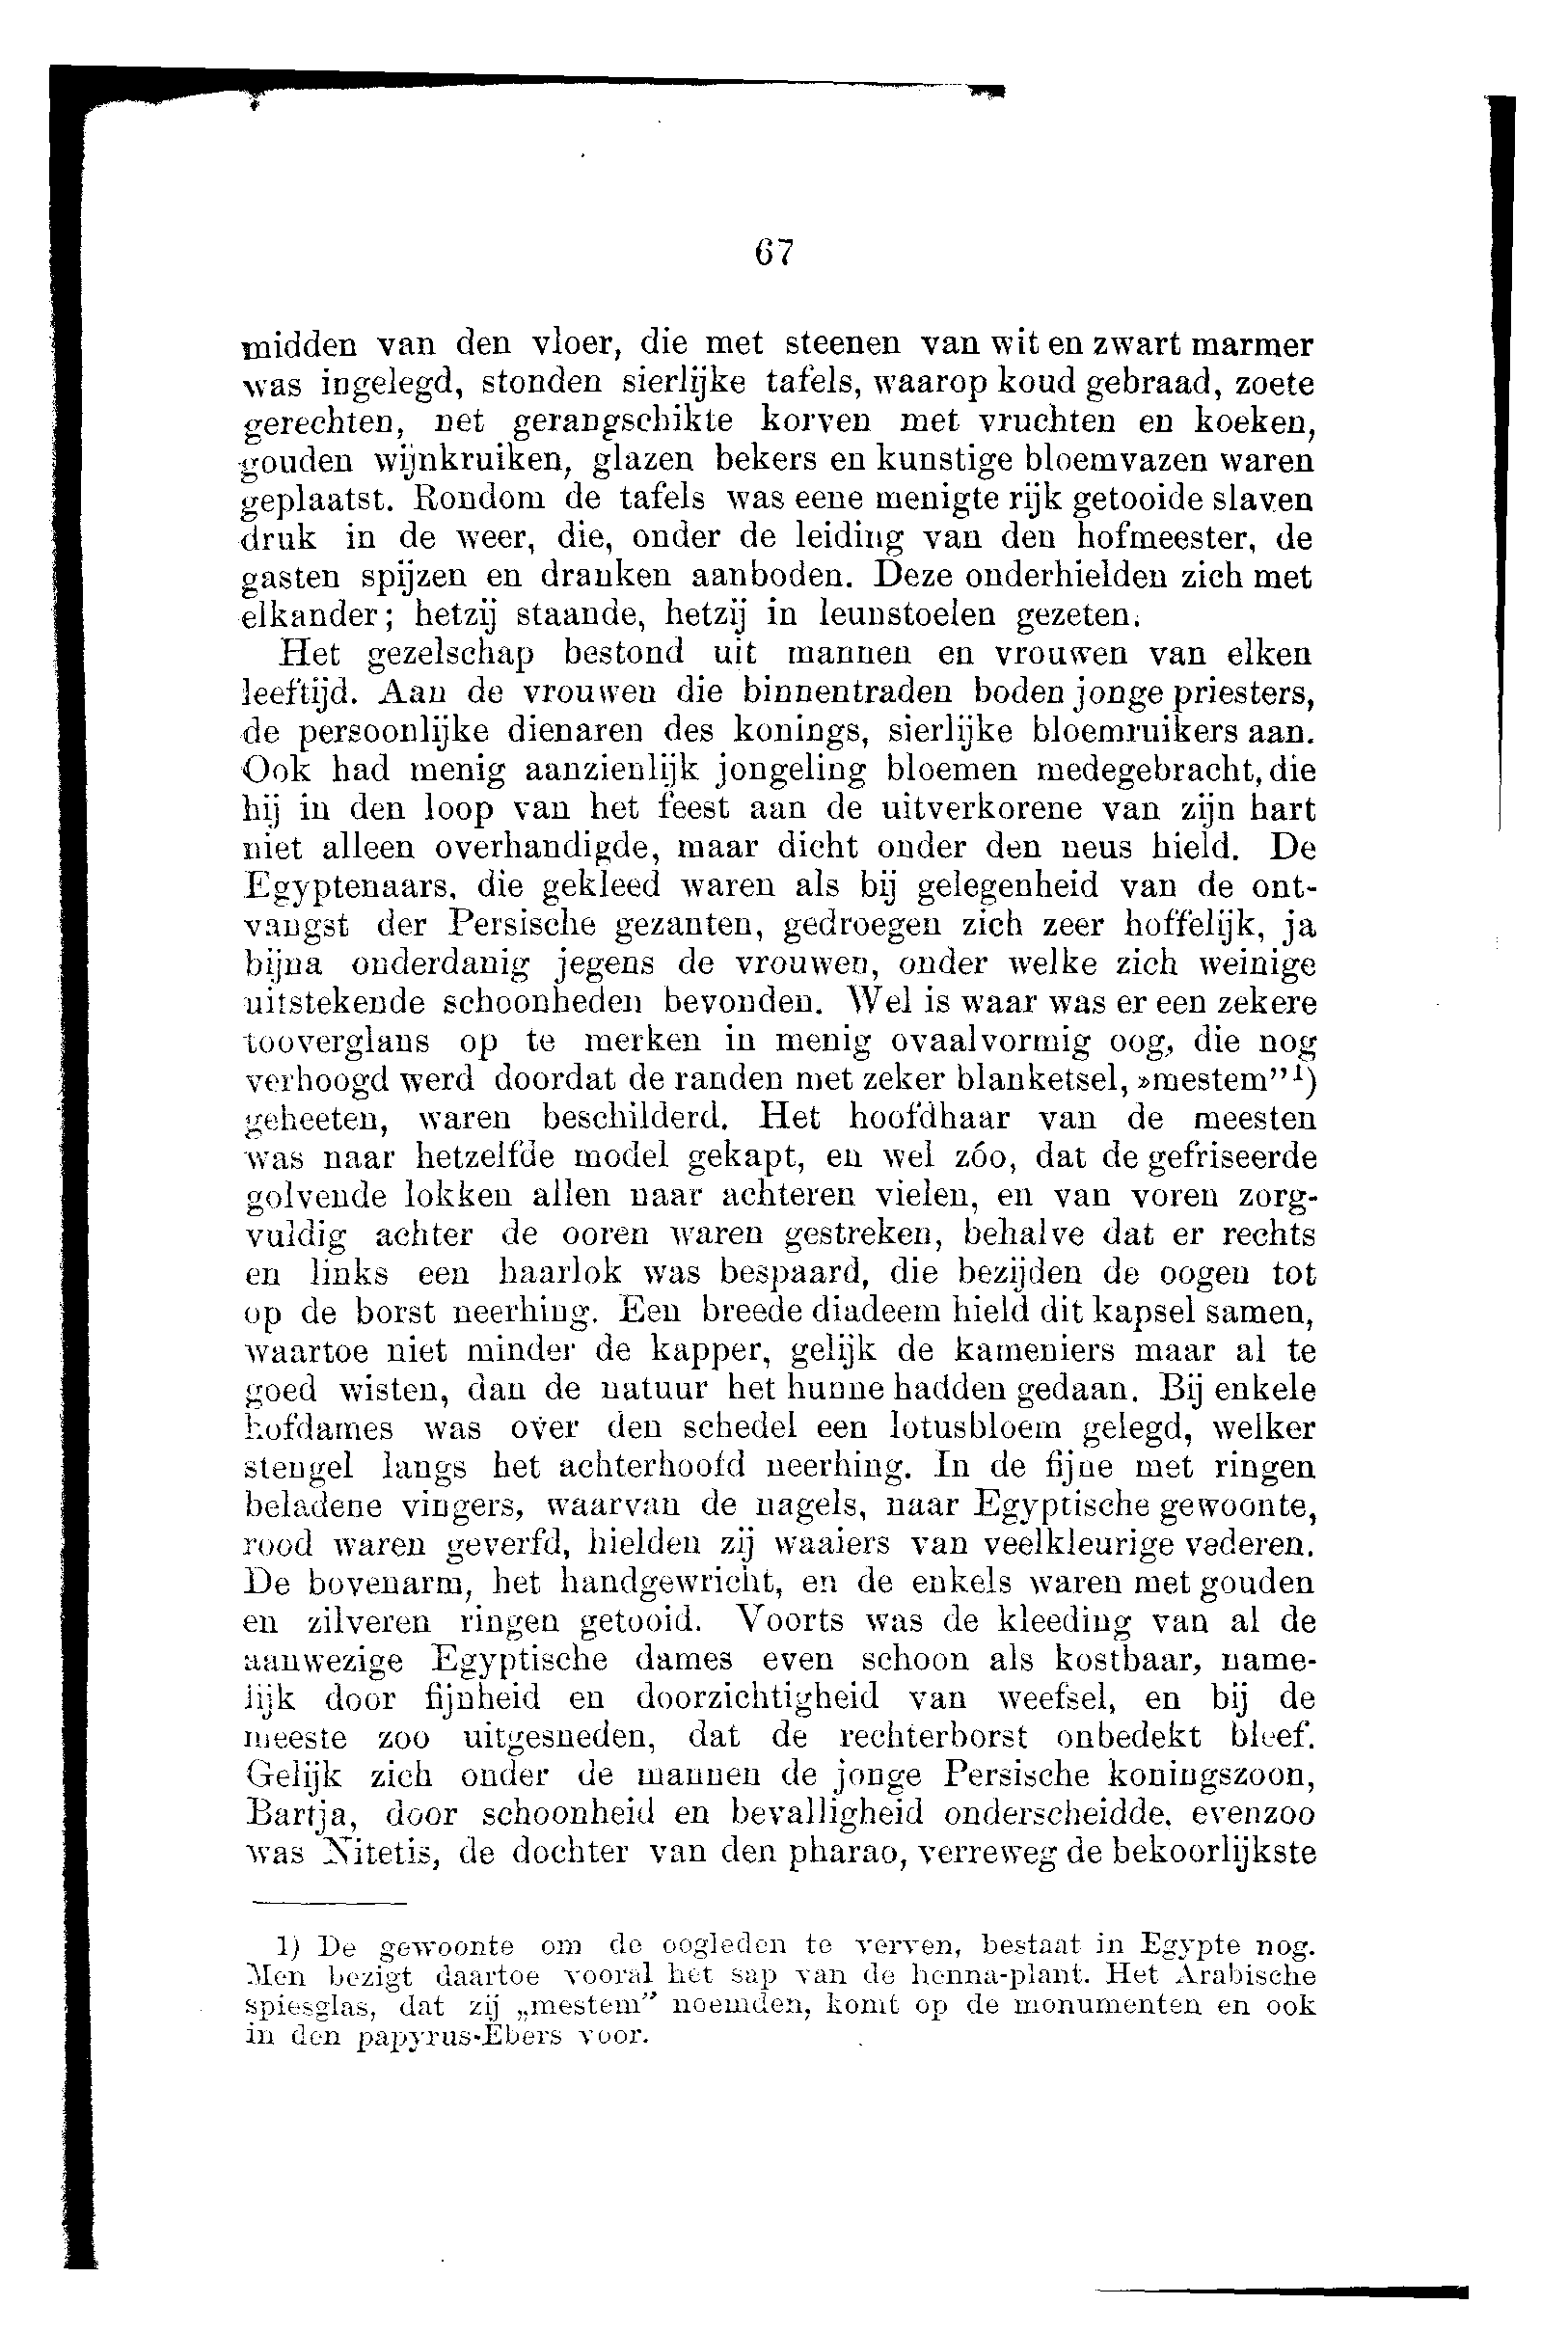 67
midden van den vloer, die met steenen van wit en zwart marmer
was ingelegd, stonden sierlijke tafels, waarop koud gebraad, zoete
gerechten, net gerangschikte korven met vruchten en koeken,
gouden wijnkruiken, glazen bekers en kunstige bloemvazen waren
geplaatst. Rondom de tafels was eene menigte rijk getooide slaven
druk in de weer, die, onder de leiding van den hofmeester, de
gasten spijzen en dranken aanboden. Deze onderhielden zich met
elkander; hetzij staande, hetzij in leunstoelen gezeten.
Het gezelschap bestond uit mannen en vrouwen van elken
leeftijd. Aan de vrouwen die binnentraden boden jonge priesters,
de persoonlijke dienaren des konings, sierlijke bloemruikers aan.
Ook had menig aanzienlijk jongeling bloemen medegebracht, die
hij in den loop van het feest aan de uitverkorene van zijn hart
niet alleen overhandigde, maar dicht onder den neus hield. De
Egyptenaars, die gekleed waren als bij gelegenheid van de ont-
vangst der Persische gezanten, gedroegen zich zeer hoffelijk, ja
bijna onderdanig jegens de vrouwen, onder welke zich weinige
uitstekende schoonheden bevonden. Wel is waar was er een zekere
tooverglans op te merken in menig ovaalvormig oog, die nog
verhoogd werd doordat de randen met zeker blanketsel, »mestem”¹)
geheeten, waren beschilderd. Het hoofdhaar van de meesten
was naar hetzelfde model gekapt, en wel zóo, dat de gefriseerde
golvende lokken allen naar achteren vielen, en van voren zorg-
vuldig achter de ooren waren gestreken, behalve dat er rechts
en links een haarlok was bespaard, die bezijden de oogen tot
op de borst neerhing. Een breede diadeem hield dit kapsel samen,
waartoe niet minder de kapper, gelijk de kameniers maar al te
goed wisten, dan de natuur het hunne hadden gedaan. Bij enkele
hofdames was over den schedel een lotusbloem gelegd, welker
stengel langs het achterhoofd neerhing. In de fijne met ringen
beladene vingers, waarvan de nagels, naar Egyptische gewoonte,
rood waren geverfd, hielden zij waaiers van veelkleurige vederen.
De bovenarm, het handgewricht, en de enkels waren met gouden
en zilveren ringen getooid. Voorts was de kleeding van al de
aanwezige Egyptische dames even schoon als kostbaar, name-
lijk door fijnheid en doorzichtigheid van weefsel, en bij de
meeste zoo uitgesneden, dat de rechterborst onbedekt bleef.
Gelijk zich onder de mannen de jonge Persische koningszoon,
Bartja, door schoonheid en bevalligheid onderscheidde, evenzoo
was Nitetis, de dochter van den pharao, verreweg de bekoorlijkste
1) De gewoonte om de oogleden te verven, bestaat in Egypte nog.
Men bezigt daartoe vooral het sap van de henna-plant. Het Arabische
spiesglas, dat zij „mestem” noemden, komt op de monumenten en ook
in den papyrus-Ebers voor.